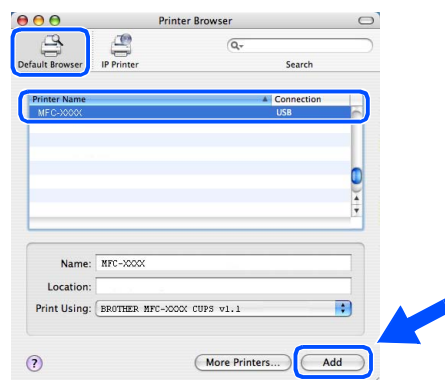 Printer Browser
Default Browser
IP Printer
Q
Search
Printer Name
Connection
MFC-XXXX
USB
Name:
MFC-XXXX
Location:
Print Using:
BROTHER MFC-XXXX CUPS v1.1
?
More Printers...
Add